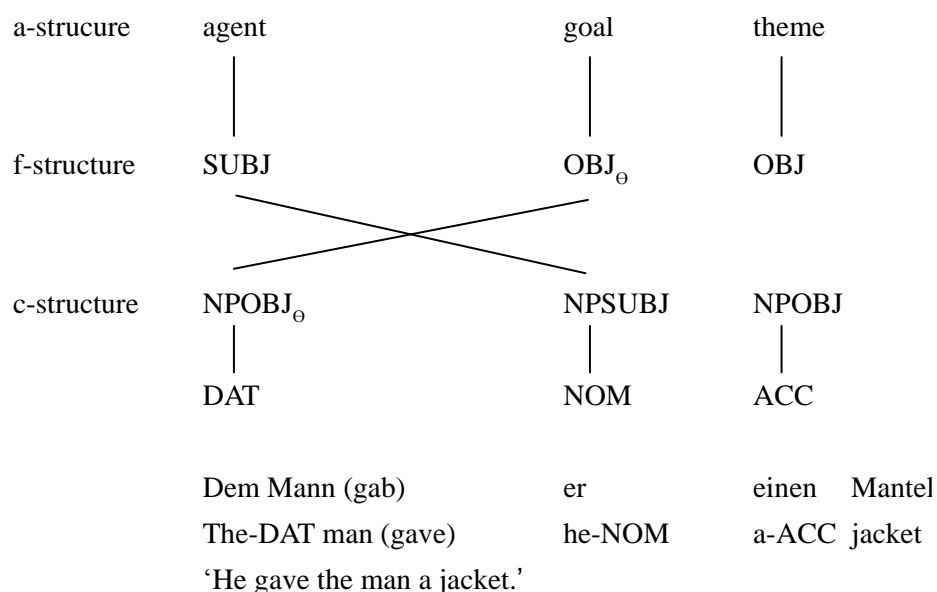 a-strucure agent goal theme
f-structure SUBJ OBJΘ OBJ
c-structure NPOBJΘ NPSUBJ NPOBJ
DAT NOM ACC
Dem Mann (gab) er einen Mantel
The-DAT man (gave) he-NOM a-ACC jacket
‘He gave the man a jacket.’